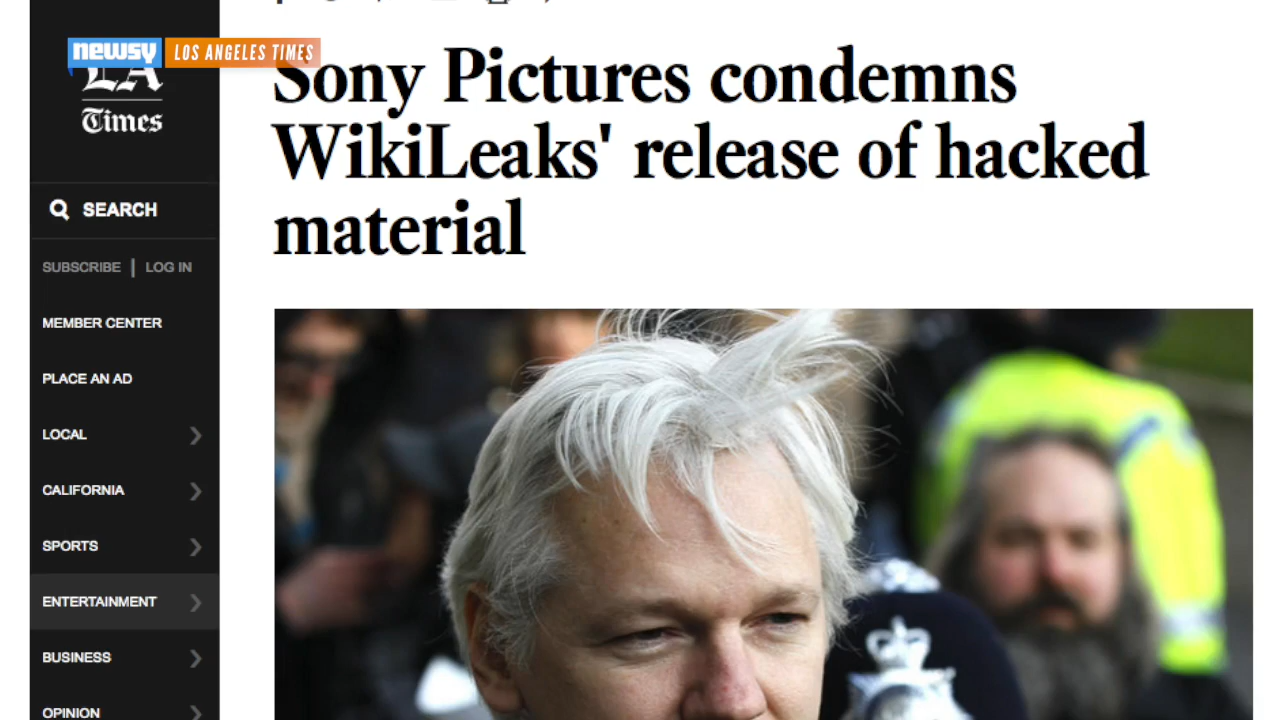 newsy
LOS ANGELES TIMES
LA
Times
Sony Pictures condemns
WikiLeaks' release of hacked
material
SEARCH
SUBSCRIBE | LOG IN
MEMBER CENTER
PLACE AN AD
LOCAL
CALIFORNIA
SPORTS
ENTERTAINMENT
BUSINESS
OPINION